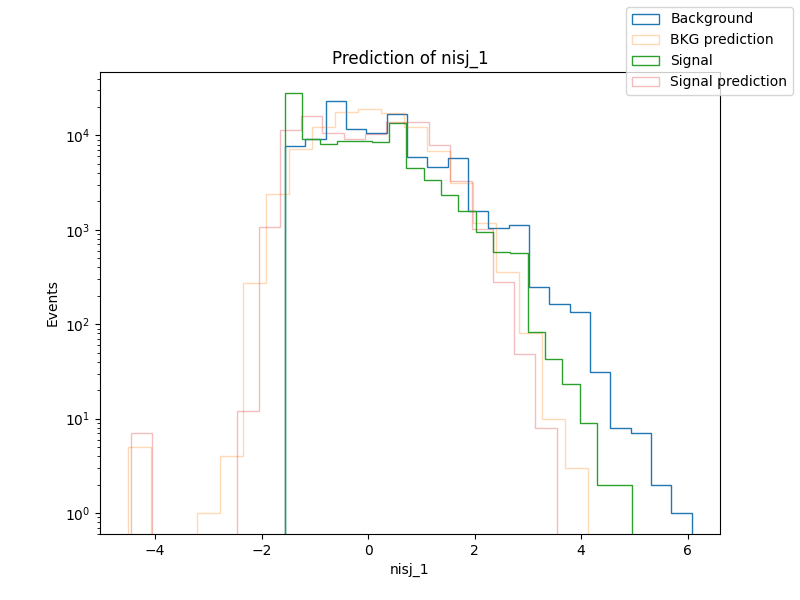 Prediction of nisj_1
Background
BKG prediction
Signal
Signal prediction
Events
10⁴
10³
10²
10¹
10⁰
−4
−2
0
2
4
6
nisj_1